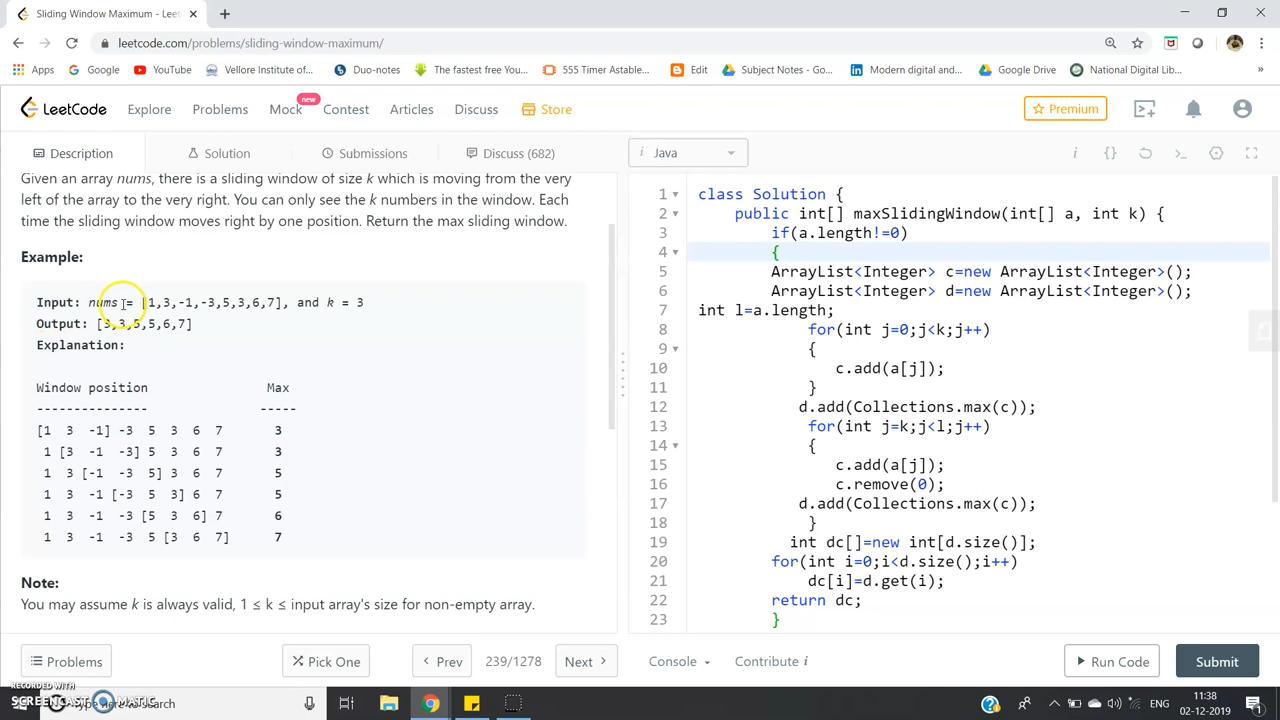 Sliding Window Maximum - Leet
leetcode.com/problems/sliding-window-maximum/
Apps Google YouTube Vellore Institute of... Duo-notes The fastest free You... 555 Timer Astable... Edit Subject Notes - Go... Modern digital and... Google Drive National Digital Lib...
LeetCode Explore Problems Mock new Contest Articles Discuss Store Premium
Description Solution Submissions Discuss (682)
Given an array nums, there is a sliding window of size k which is moving from the very
left of the array to the very right. You can only see the k numbers in the window. Each
time the sliding window moves right by one position. Return the max sliding window.
Example:
Input: nums = [1,3,-1,-3,5,3,6,7], and k = 3
Output: [3,3,5,5,6,7]
Explanation:
Window position Max
--------------- -----
[1 3 -1] -3 5 3 6 7 3
1 [3 -1 -3] 5 3 6 7 3
1 3 [-1 -3 5] 3 6 7 5
1 3 -1 [-3 5 3] 6 7 5
1 3 -1 -3 [5 3 6] 7 6
1 3 -1 -3 5 [3 6 7] 7
Note:
You may assume k is always valid, 1 ≤ k ≤ input array's size for non-empty array.
Problems Pick One Prev 239/1278 Next
i Java
1 class Solution {
2 public int[] maxSlidingWindow(int[] a, int k) {
3 if(a.length!=0)
4 {
5 ArrayList<Integer> c=new ArrayList<Integer>();
6 ArrayList<Integer> d=new ArrayList<Integer>();
7 int l=a.length;
8 for(int j=0;j<k;j++)
9 {
10 c.add(a[j]);
11 }
12 d.add(Collections.max(c));
13 for(int j=k;j<l;j++)
14 {
15 c.add(a[j]);
16 c.remove(0);
17 d.add(Collections.max(c));
18 }
19 int dc[]=new int[d.size()];
20 for(int i=0;i<d.size();i++)
21 dc[i]=d.get(i);
22 return dc;
23 }
Console Contribute i Run Code Submit
RECORDED WITH
SCREENCAST MATIC
here to search
ENG
11:38
02-12-2019